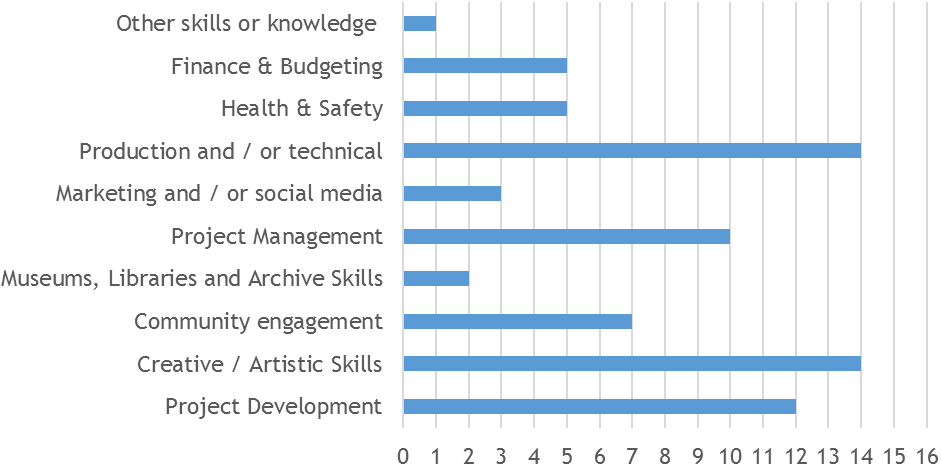 Other skills or knowledge
Finance & Budgeting
Health & Safety
Production and / or technical
Marketing and / or social media
Project Management
Museums, Libraries and Archive Skills
Community engagement
Creative / Artistic Skills
Project Development
0 1 2 3 4 5 6 7 8 9 10 11 12 13 14 15 16